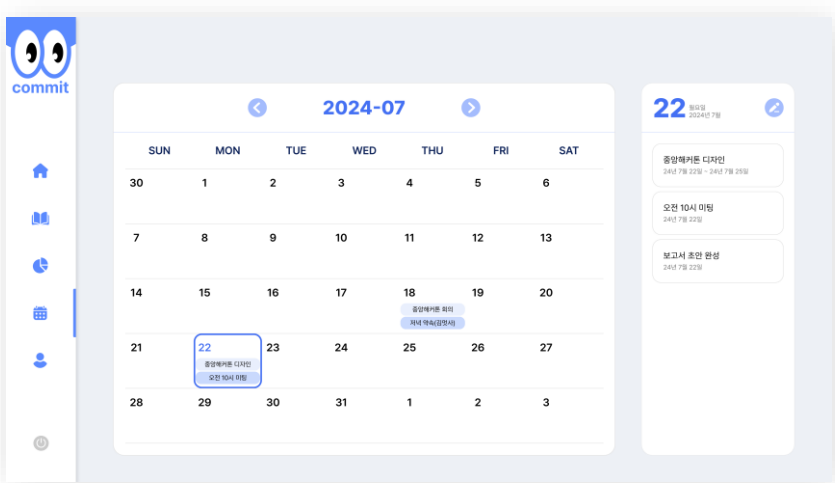 commit
2024-07
SUN MON TUE WED THU FRI SAT
30 1 2 3 4 5 6
7 8 9 10 11 12 13
14 15 16 17 18 19 20
중앙해커톤 회의
저녁 약속(김멋사)
21 22 23 24 25 26 27
중앙해커톤 디자인
오전 10시 미팅
28 29 30 31 1 2 3
22
월요일
2024년 7월
중앙해커톤 디자인
24년 7월 22일 ~ 24년 7월 25일
오전 10시 미팅
24년 7월 22일
보고서 초안 완성
24년 7월 22일